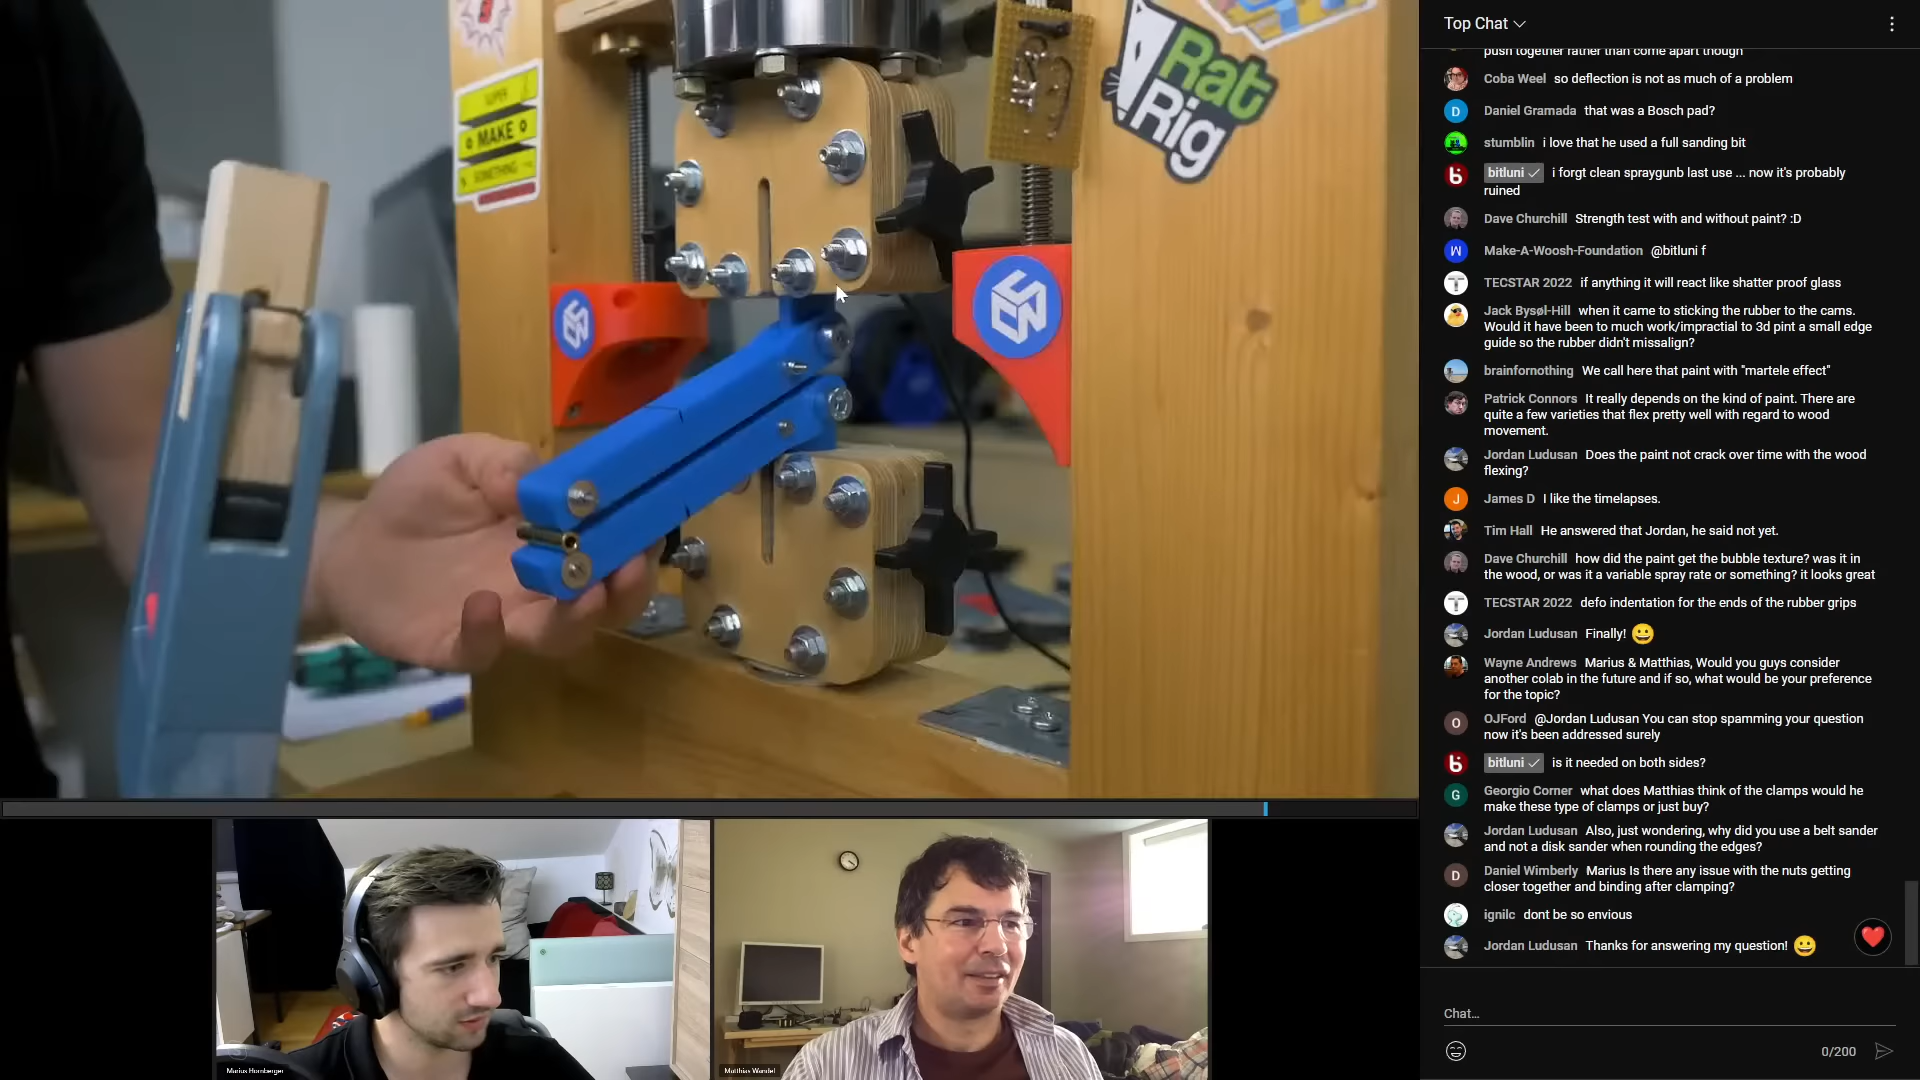 SUPER
MAKE
SOMETHING
Rat
Rig
CNC
CNC
Marius Hornberger
Matthias Wandel
Top Chat
push together rather than come apart though
Coba Weel so deflection is not as much of a problem
D Daniel Gramada that was a Bosch pad?
stumblin i love that he used a full sanding bit
bitluni i forgt clean spraygunb last use ... now it's probably
ruined
Dave Churchill Strength test with and without paint? :D
Make-A-Woosh-Foundation @bitluni f
TECSTAR 2022 if anything it will react like shatter proof glass
Jack Bysøl-Hill when it came to sticking the rubber to the cams.
Would it have been to much work/impractial to 3d pint a small edge
guide so the rubber didn't missalign?
brainfornothing We call here that paint with "martele effect"
Patrick Connors It really depends on the kind of paint. There are
quite a few varieties that flex pretty well with regard to wood
movement.
Jordan Ludusan Does the paint not crack over time with the wood
flexing?
J James D I like the timelapses.
Tim Hall He answered that Jordan, he said not yet.
Dave Churchill how did the paint get the bubble texture? was it in
the wood, or was it a variable spray rate or something? it looks great
TECSTAR 2022 defo indentation for the ends of the rubber grips
Jordan Ludusan Finally! 😀
Wayne Andrews Marius & Matthias, Would you guys consider
another colab in the future and if so, what would be your preference
for the topic?
O OJFord @Jordan Ludusan You can stop spamming your question
now it's been addressed surely
bitluni is it needed on both sides?
G Georgio Corner what does Matthias think of the clamps would he
make these type of clamps or just buy?
Jordan Ludusan Also, just wondering, why did you use a belt sander
and not a disk sander when rounding the edges?
D Daniel Wimberly Marius Is there any issue with the nuts getting
closer together and binding after clamping?
ignilc dont be so envious
Jordan Ludusan Thanks for answering my question! 😀
Chat...
0/200